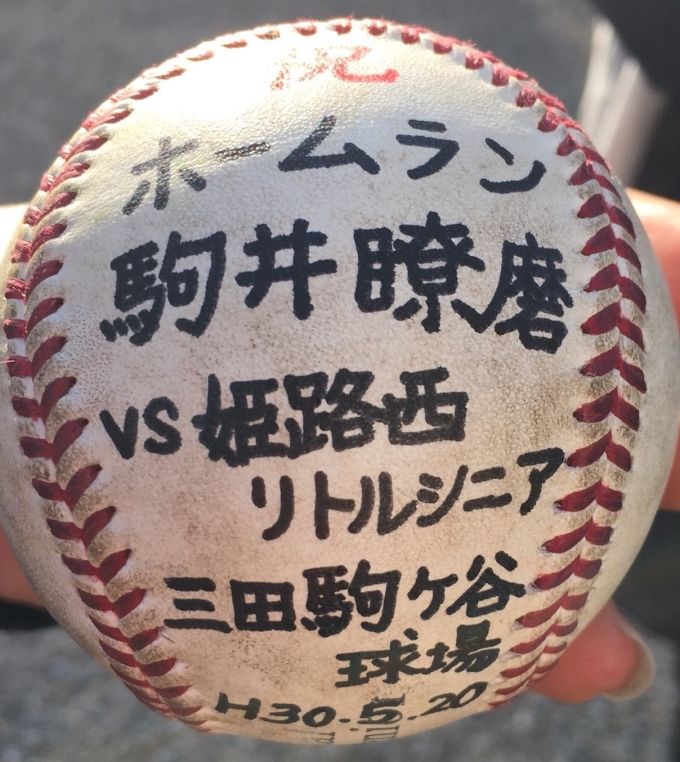 祝
ホームラン
駒井瞭磨
VS 姫路西
リトルシニア
三田駒ヶ谷
球場
H30.5.20